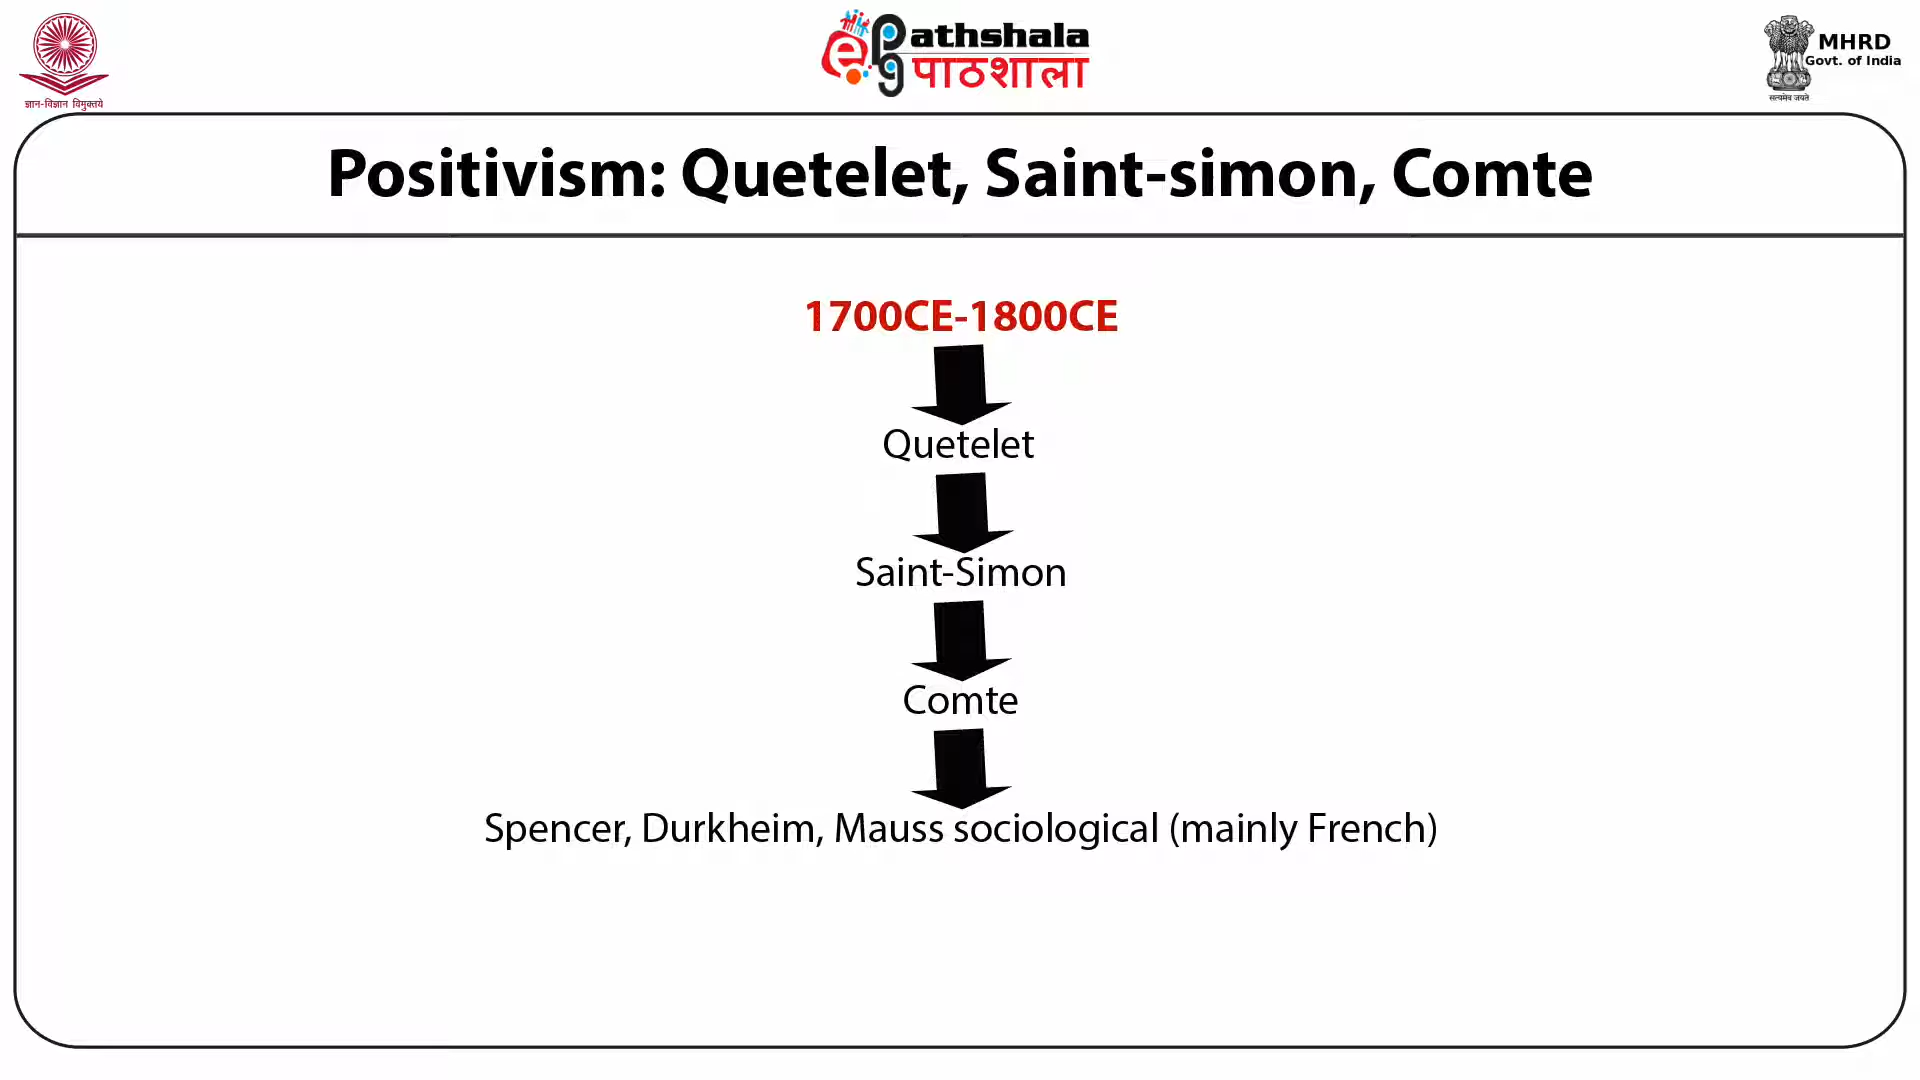 ज्ञान-विज्ञान विमुक्तये
ePathshala
पाठशाला
सत्यमेव जयते
MHRD
Govt. of India
Positivism: Quetelet, Saint-simon, Comte
1700CE-1800CE
Quetelet
Saint-Simon
Comte
Spencer, Durkheim, Mauss sociological (mainly French)